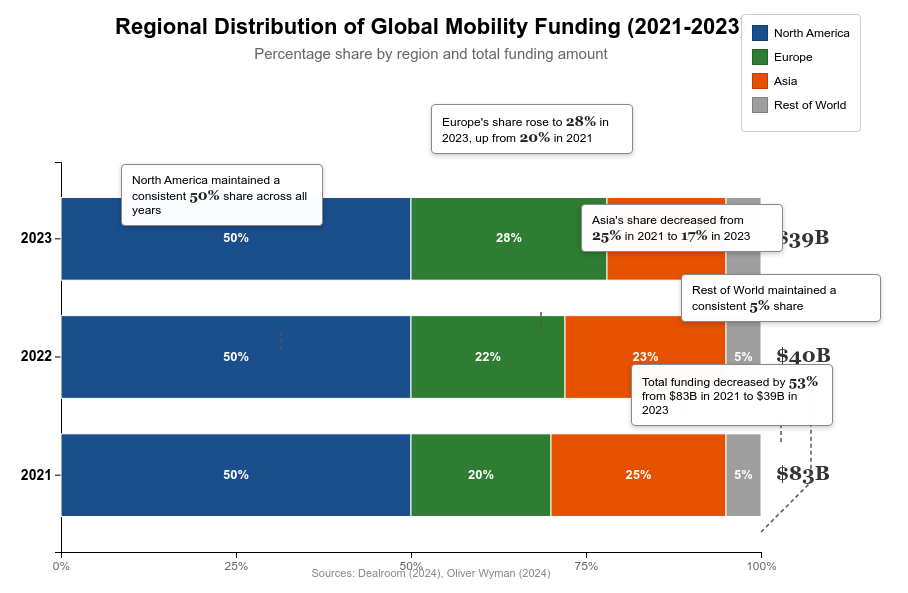 Regional Distribution of Global Mobility Funding (2021-2023
Percentage share by region and total funding amount
North America
Europe
Asia
Rest of World
Europe's share rose to 28% in
2023, up from 20% in 2021
North America maintained a
consistent 50% share across all
years
Asia's share decreased from
25% in 2021 to 17% in 2023
2023
50%
28%
$39B
Rest of World maintained a
consistent 5% share
2022
50%
22%
23%
5%
$40B
Total funding decreased by 53%
from $83B in 2021 to $39B in
2023
2021
50%
20%
25%
5%
$83B
0%
25%
50%
75%
100%
Sources: Dealroom (2024), Oliver Wyman (2024)